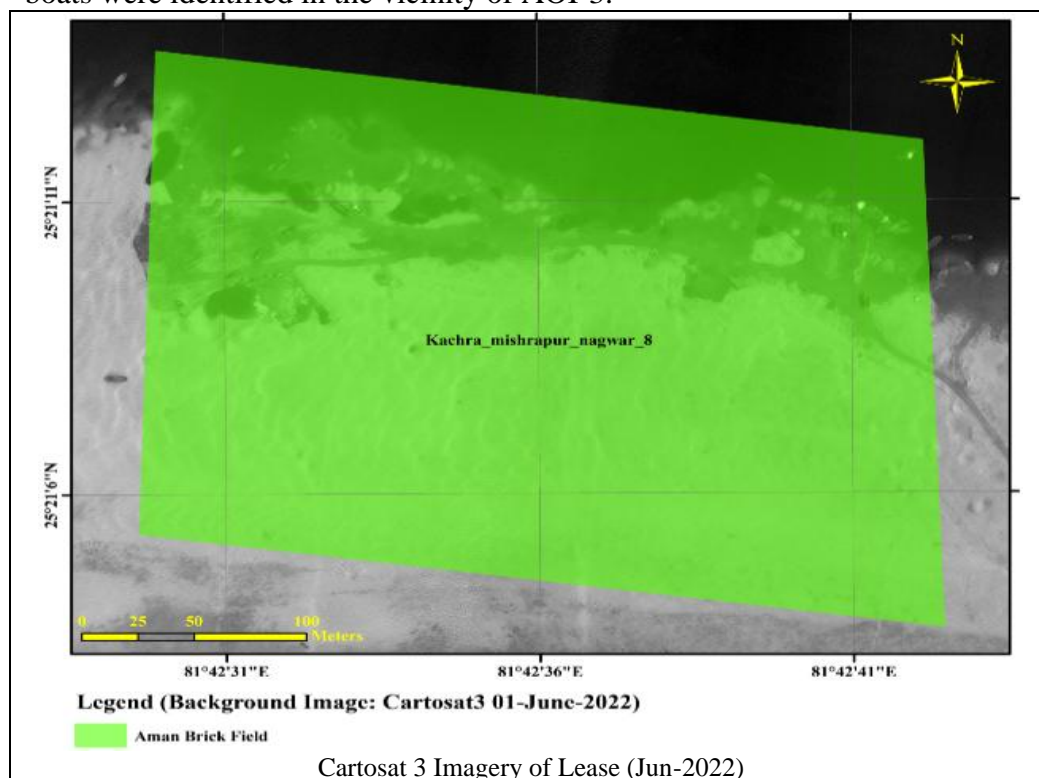 boats were identified in the vicinity of
N
25°21'11"N
Kachra_mishrapur_nagwar_8
25°21'6"N
0 25 50 100
Meters
81°42'31"E 81°42'36"E 81°42'41"E
Legend (Background Image: Cartosat3 01-June-2022)
Aman Brick Field
Cartosat 3 Imagery of Lease (Jun-2022)